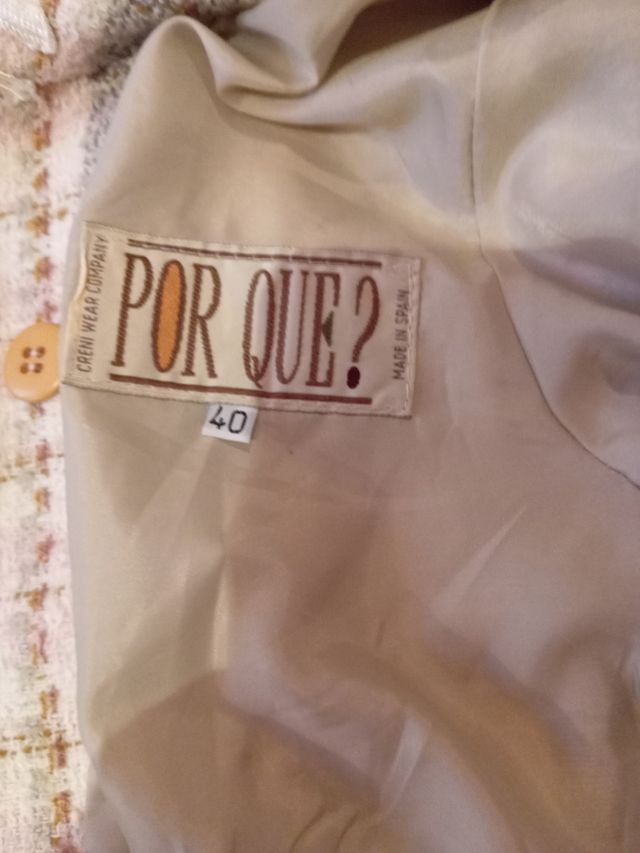 CRENI WEAR COMPANY
POR QUE?
MADE IN SPAIN
40